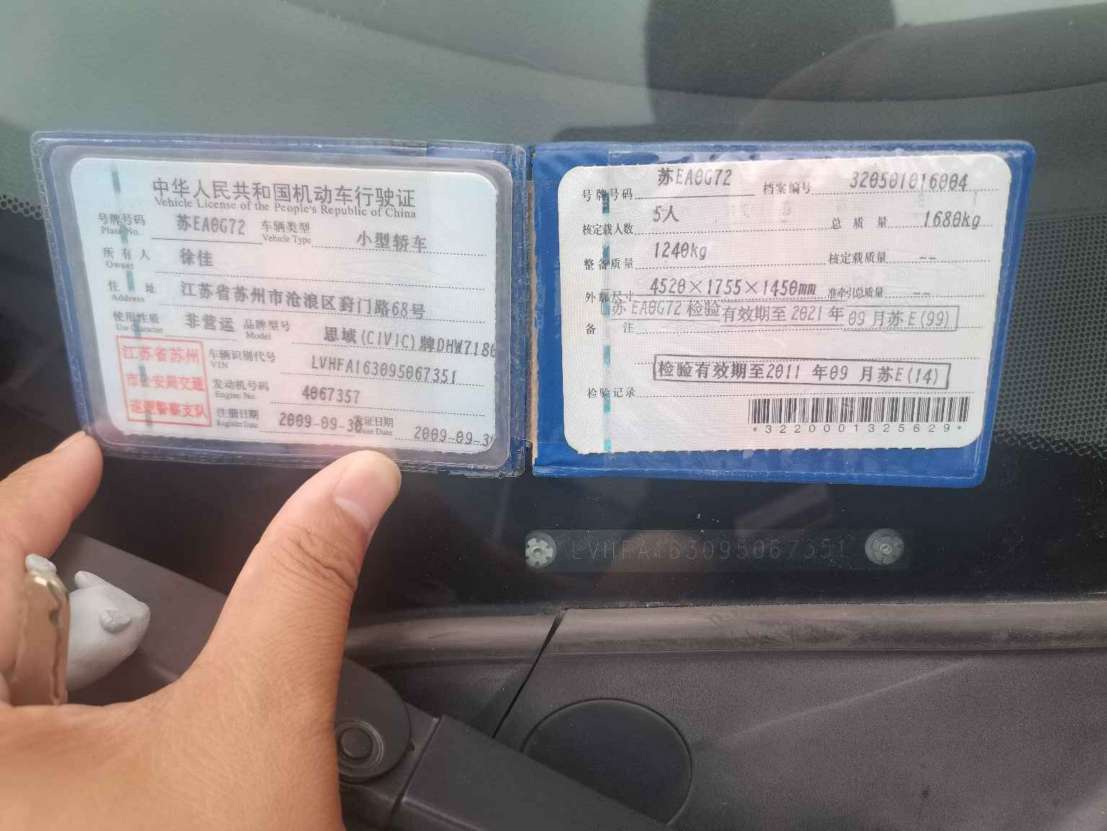 中华人民共和国机动车行驶证
Vehicle License of the People's Republic of China
号牌号码 苏EA0G72 车辆类型 小型轿车
Plate No. Vehicle Type
所有人 徐佳
Owner
住址 江苏省苏州市沧浪区葑门路68号
Address
使用性质 非营运 品牌型号 思域(CIVIC)牌DHW718
Use Character Model
江苏省苏州
市公安局交通
巡逻警察支队
车辆识别代号 LVHFA163095067351
VIN
发动机号码 4067357
Engine No.
注册日期 2009-09-30 发证日期 2009-09-3
Register Date Issue Date
号牌号码 苏EA0G72 档案编号 320501016004
核定载人数 5人 总质量 1680kg
整备质量 1240kg 核定载质量 --
外廓尺寸 4520×1755×1450mm 准牵引总质量 --
备注 苏EA0G72 检验有效期至2021年09月苏E(99)
检验有效期至2011 年09 月苏E(14)
检验记录
*3220001325629*
LVHFA163095067351